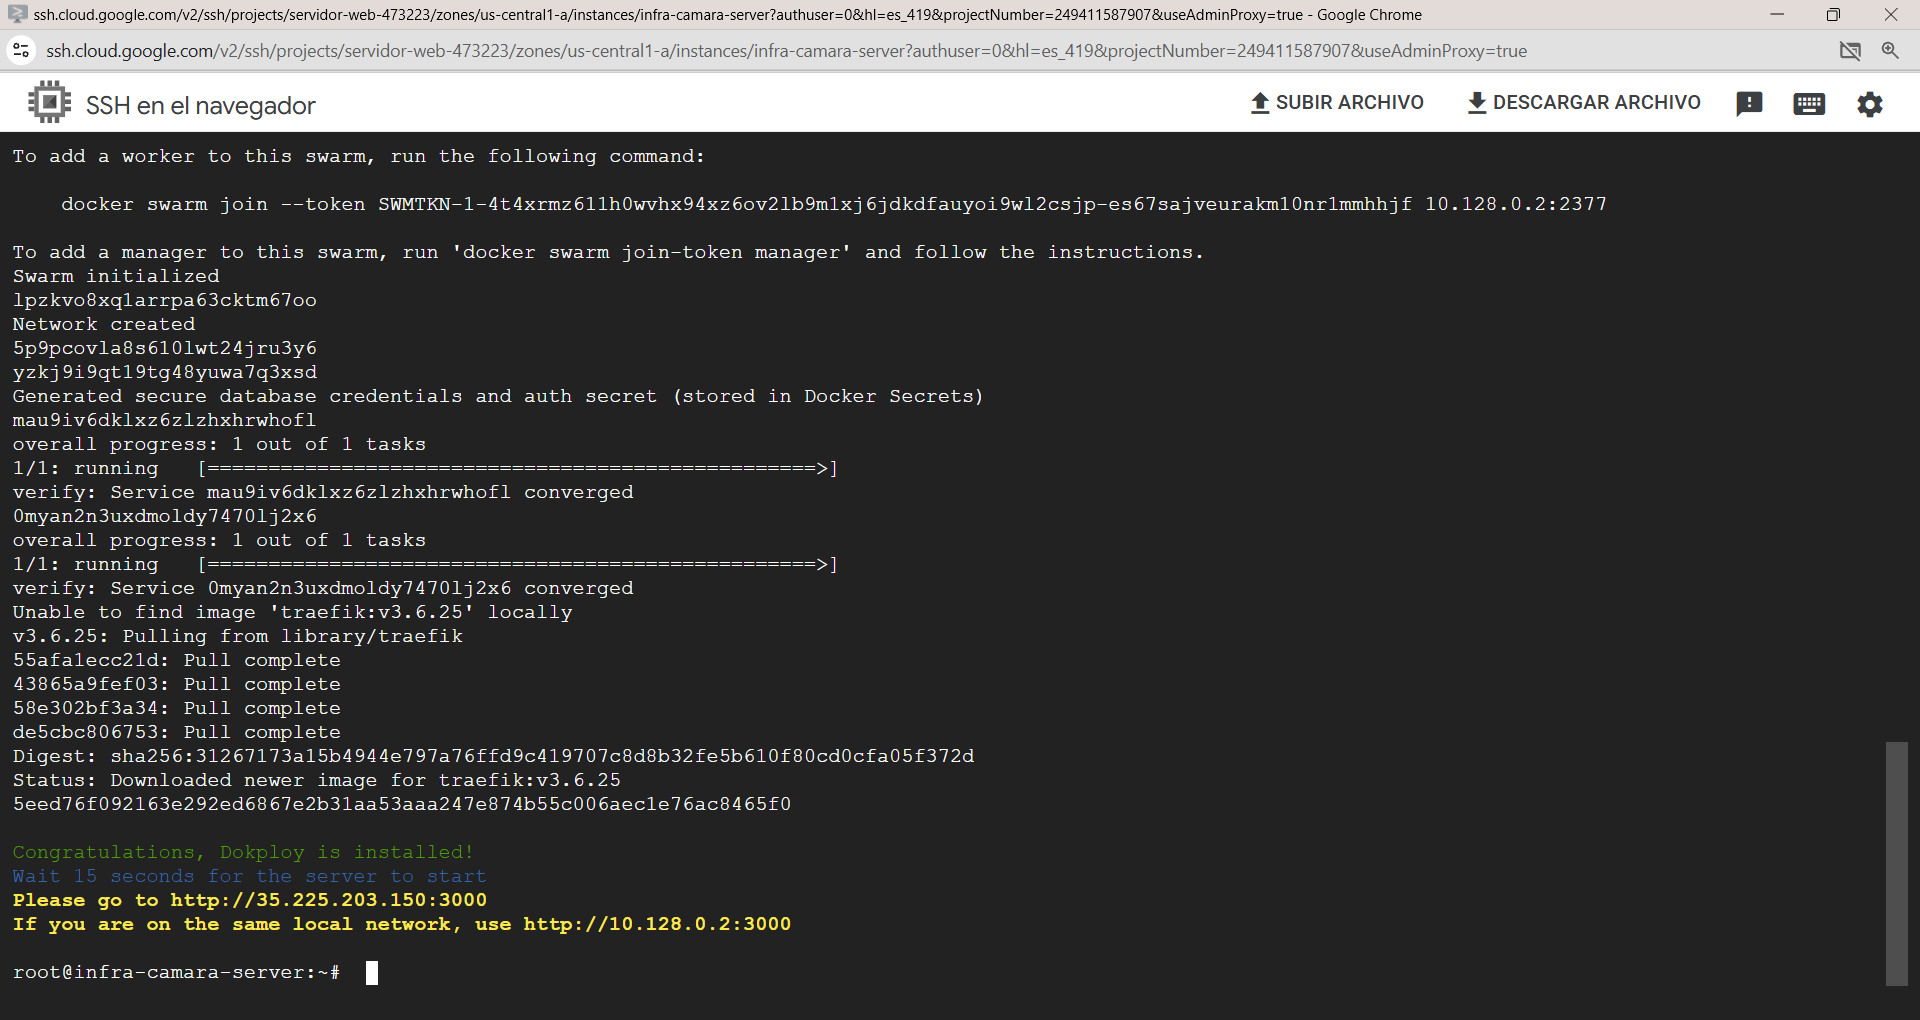 ssh.cloud.google.com/v2/ssh/projects/servidor-web-473223/zones/us-central1-a/instances/infra-camara-server?authuser=0&hl=es_419&projectNumber=249411587907&useAdminProxy=true - Google Chrome
ssh.cloud.google.com/v2/ssh/projects/servidor-web-473223/zones/us-central1-a/instances/infra-camara-server?authuser=0&hl=es_419&projectNumber=249411587907&useAdminProxy=true
SSH en el navegador
SUBIR ARCHIVO
DESCARGAR ARCHIVO
To add a worker to this swarm, run the following command:
    docker swarm join --token SWMTKN-1-4t4xrmz611h0wvhx94xz6ov2lb9m1xj6jdkdfauyoi9wl2csjp-es67sajveurakm10nr1mmhhjf 10.128.0.2:2377
To add a manager to this swarm, run 'docker swarm join-token manager' and follow the instructions.
Swarm initialized
lpzkvo8xq1arrpa63cktm67oo
Network created
5p9pcovla8s6101wt24jru3y6
yzkj9i9qt19tg48yuwa7q3xsd
Generated secure database credentials and auth secret (stored in Docker Secrets)
mau9iv6dklxz6zlzhxhrwhofl
overall progress: 1 out of 1 tasks
1/1: running   [==================================================>]
verify: Service mau9iv6dklxz6zlzhxhrwhofl converged
0myan2n3uxdmoldy74701j2x6
overall progress: 1 out of 1 tasks
1/1: running   [==================================================>]
verify: Service 0myan2n3uxdmoldy74701j2x6 converged
Unable to find image 'traefik:v3.6.25' locally
v3.6.25: Pulling from library/traefik
55afa1ecc21d: Pull complete
43865a9fef03: Pull complete
58e302bf3a34: Pull complete
de5cbc806753: Pull complete
Digest: sha256:31267173a15b4944e797a76ffd9c419707c8d8b32fe5b610f80cd0cfa05f372d
Status: Downloaded newer image for traefik:v3.6.25
5eed76f092163e292ed6867e2b31aa53aaa247e874b55c006aec1e76ac8465f0
Congratulations, Dokploy is installed!
Wait 15 seconds for the server to start
Please go to http://35.225.203.150:3000
If you are on the same local network, use http://10.128.0.2:3000
root@infra-camara-server:~#